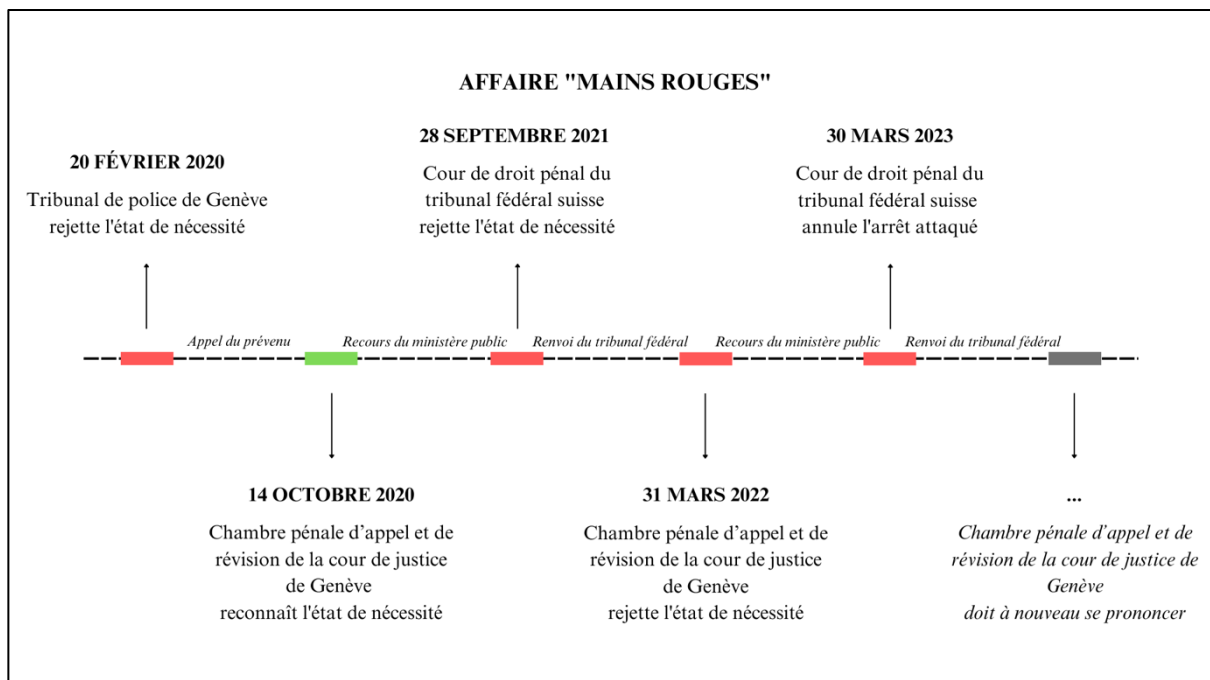 AFFAIRE "MAINS ROUGES"
20 FÉVRIER 2020
Tribunal de police de Genève
rejette l'état de nécessité
28 SEPTEMBRE 2021
Cour de droit pénal du
tribunal fédéral suisse
rejette l'état de nécessité
30 MARS 2023
Cour de droit pénal du
tribunal fédéral suisse
annule l'arrêt attaqué
Appel du prévenu
Recours du ministère public
Renvoi du tribunal fédéral
Recours du ministère public
Renvoi du tribunal fédéral
14 OCTOBRE 2020
Chambre pénale d’appel et de
révision de la cour de justice
de Genève
reconnaît l'état de nécessité
31 MARS 2022
Chambre pénale d’appel et de
révision de la cour de justice
de Genève
rejette l'état de nécessité
...
Chambre pénale d’appel et de
révision de la cour de justice de
Genève
doit à nouveau se prononcer